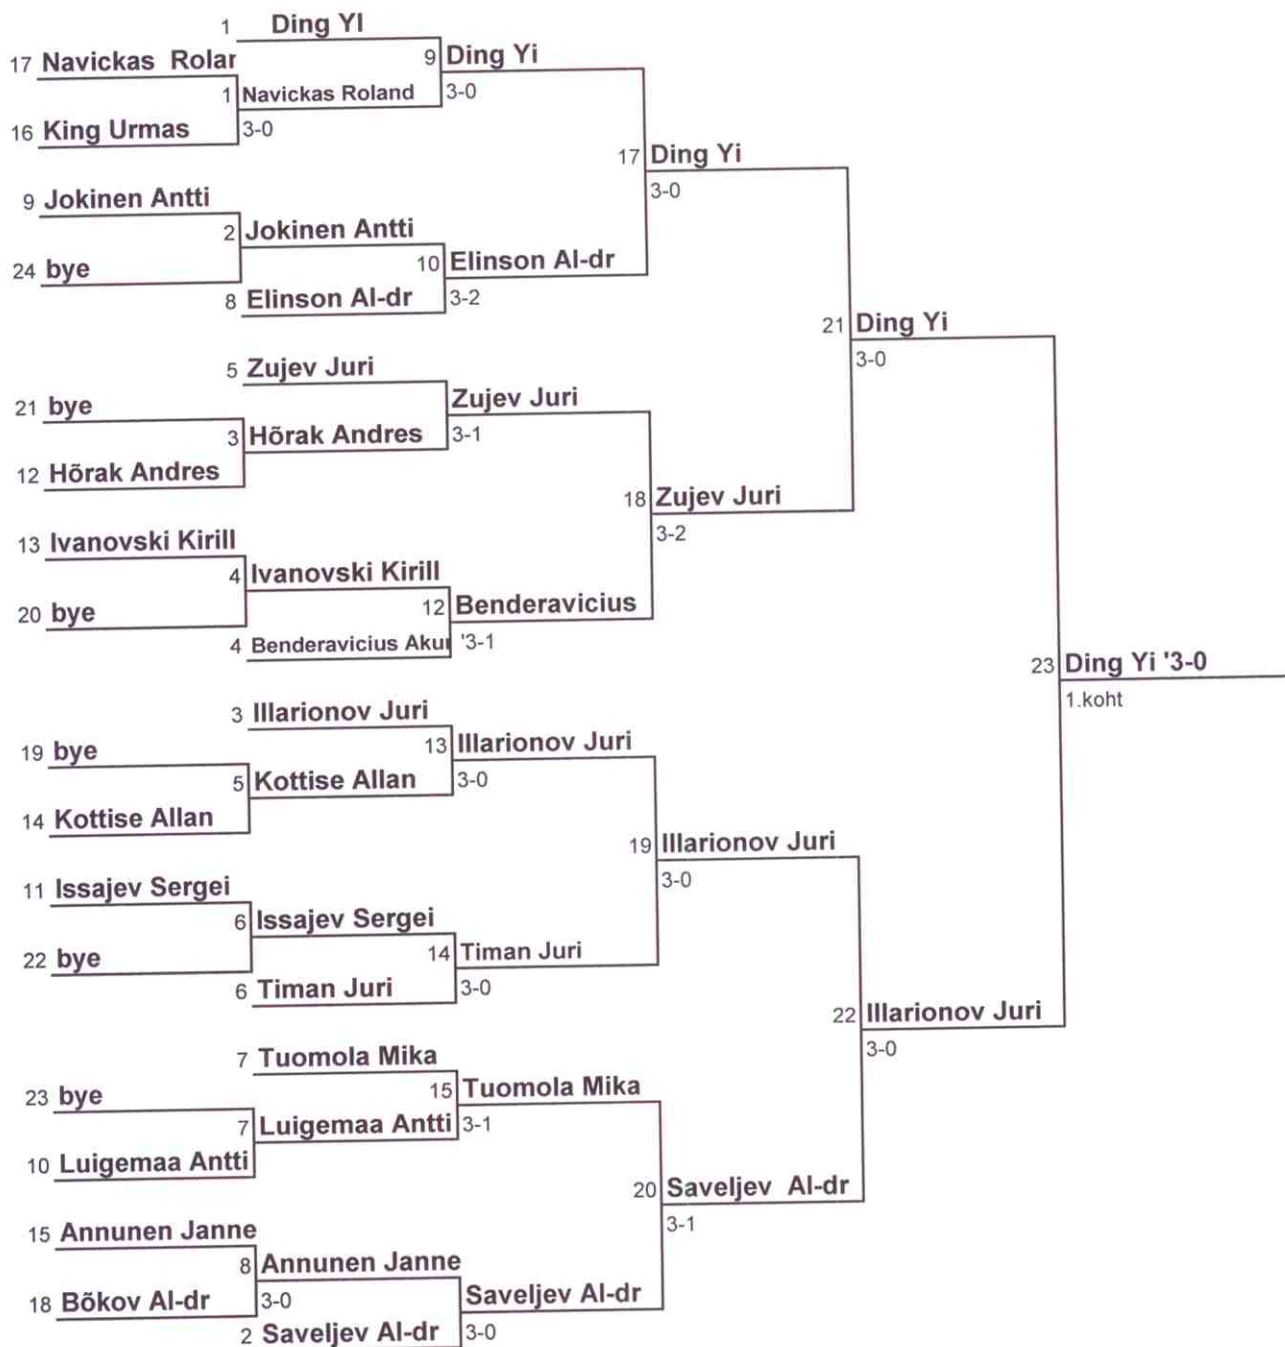 1 Ding YI
17 Navickas Rolar
9 Ding Yi
1 Navickas Roland
3-0
16 King Urmas
3-0
17 Ding Yi
3-0
9 Jokinen Antti
2 Jokinen Antti
10 Elinson Al-dr
24 bye
8 Elinson Al-dr
3-2
21 Ding Yi
3-0
5 Zujev Juri
21 bye
Zujev Juri
3 Hõrak Andres
3-1
12 Hõrak Andres
18 Zujev Juri
3-2
13 Ivanovski Kirill
4 Ivanovski Kirill
12 Benderavicius
20 bye
4 Benderavicius Akur
'3-1
23 Ding Yi '3-0
1.koht
3 Illarionov Juri
19 bye
13 Illarionov Juri
5 Kottise Allan
3-0
14 Kottise Allan
19 Illarionov Juri
3-0
11 Issajev Sergei
6 Issajev Sergei
14 Timan Juri
22 bye
6 Timan Juri
3-0
22 Illarionov Juri
3-0
7 Tuomola Mika
23 bye
15 Tuomola Mika
7 Luigemaa Antti
3-1
10 Luigemaa Antti
20 Saveljev Al-dr
3-1
15 Annunen Janne
8 Annunen Janne
Saveljev Al-dr
18 Bõkov Al-dr
3-0
2 Saveljev Al-dr
3-0